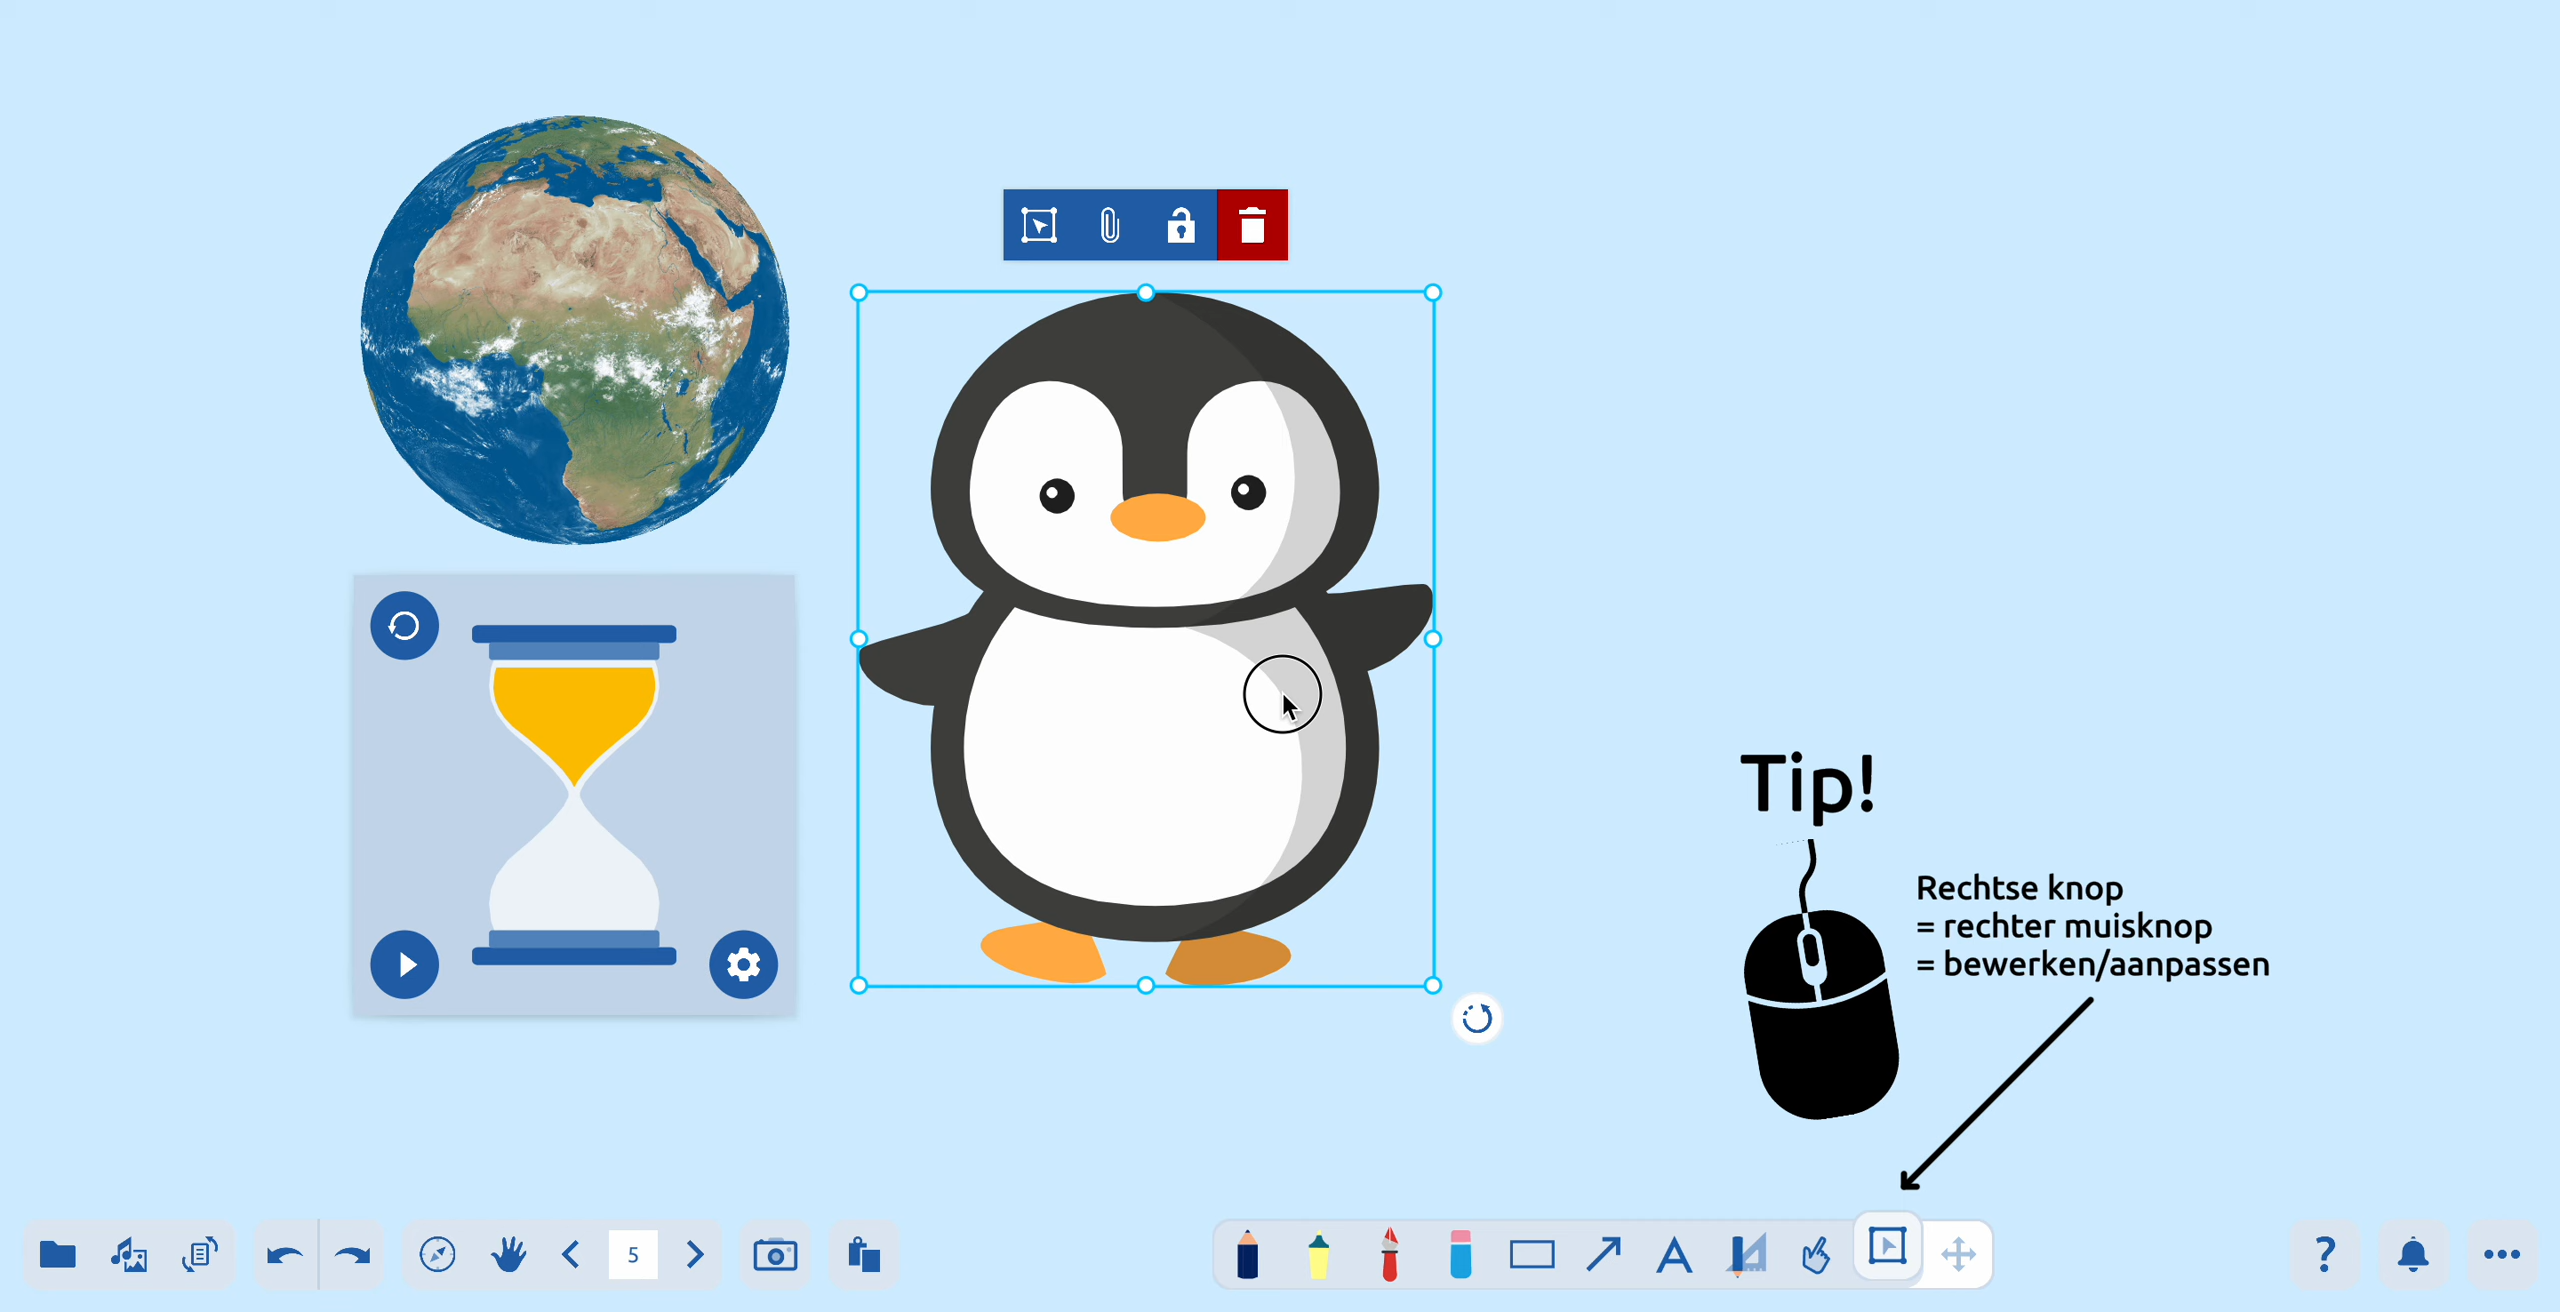 Tip!
Rechtse knop
= rechter muisknop
= bewerken/aanpassen
5
A
?